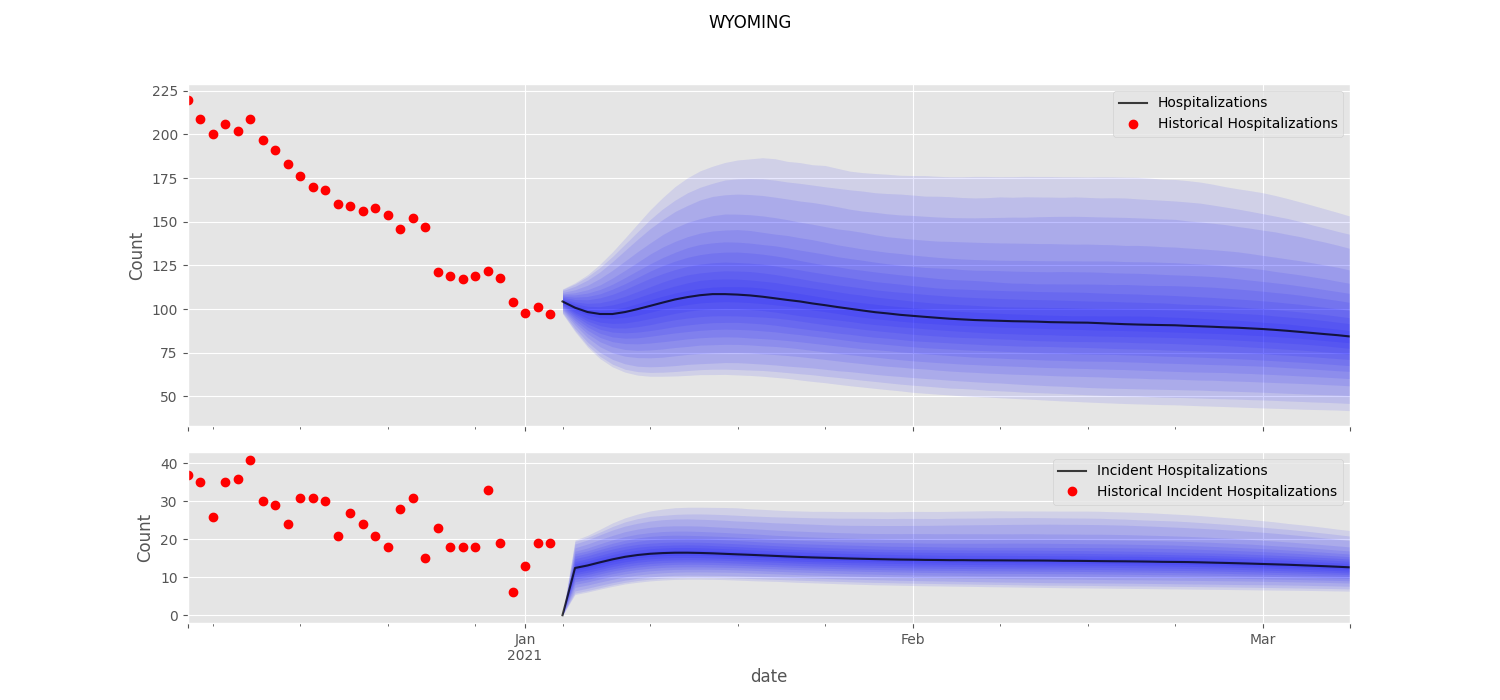 WYOMING
225
200
175
150
125
100
75
50
Count
Hospitalizations
Historical Hospitalizations
40
30
20
10
0
Count
Incident Hospitalizations
Historical Incident Hospitalizations
Jan
2021
Feb
Mar
date